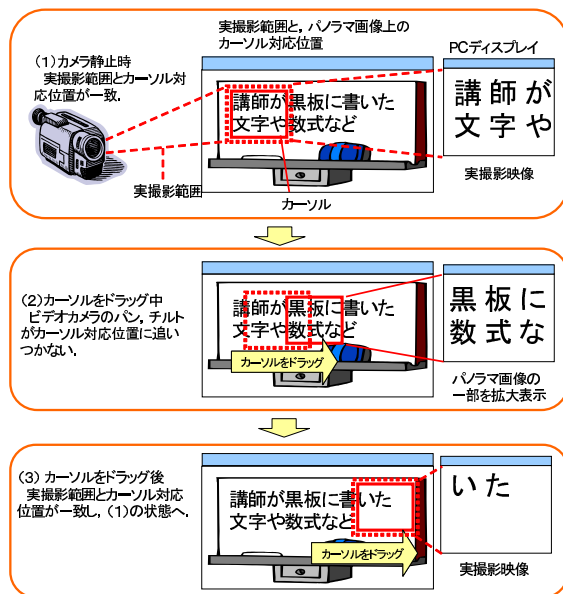 実撮影範囲と，パノラマ画像上の
カーソル対応位置
(1)カメラ静止時
実撮影範囲とカーソル対
応位置が一致．
PCディスプレイ
講師が黒板に書いた
文字や数式など
講師が
文字や
実撮影範囲
カーソル
実撮影映像
(2)カーソルをドラッグ中
ビデオカメラのパン，チルト
がカーソル対応位置に追い
つかない．
講師が黒板に書いた
文字や数式など
カーソルをドラッグ
黒板に
数式な
パノラマ画像の
一部を拡大表示
(3)カーソルをドラッグ後
実撮影範囲とカーソル対応
位置が一致し，(1)の状態へ．
講師が黒板に書いた
文字や数式など
カーソルをドラッグ
いた
実撮影映像